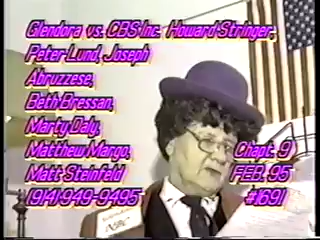 Glendora vs. CBS Inc. Howard Stringer,
Peter Lund, Joseph
Abruzzese,
Beth Bressan,
Marty Daly,
Matthew Margo,
Matt Steinfeld
(914)-949-9495
Chapt. 9
FEB. 95
#1691